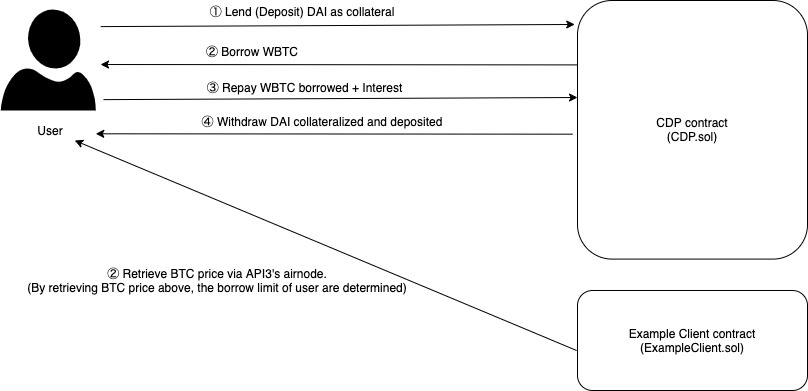 ① Lend (Deposit) DAI as collateral
② Borrow WBTC
③ Repay WBTC borrowed + Interest
④ Withdraw DAI collateralized and deposited
User
CDP contract
(CDP.sol)
② Retrieve BTC price via API3's airnode.
(By retrieving BTC price above, the borrow limit of user are determined)
Example Client contract
(ExampleClient.sol)